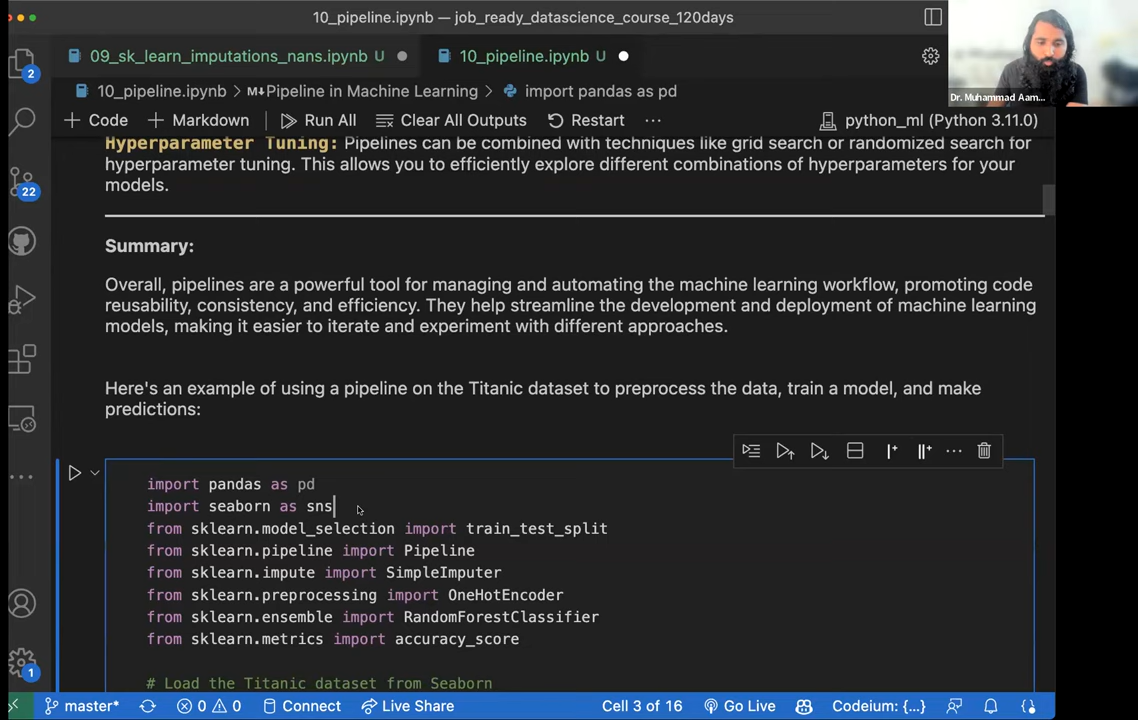 10_pipeline.ipynb — job_ready_datascience_course_120days
09_sk_learn_imputations_nans.ipynb U
10_pipeline.ipynb U
10_pipeline.ipynb > M↓Pipeline in Machine Learning > import pandas as pd
+ Code + Markdown Run All Clear All Outputs Restart ... python_ml (Python 3.11.0)
Dr. Muhammad Aam...
2
22
1
Hyperparameter Tuning: Pipelines can be combined with techniques like grid search or randomized search for
hyperparameter tuning. This allows you to efficiently explore different combinations of hyperparameters for your
models.
Summary:
Overall, pipelines are a powerful tool for managing and automating the machine learning workflow, promoting code
reusability, consistency, and efficiency. They help streamline the development and deployment of machine learning
models, making it easier to iterate and experiment with different approaches.
Here's an example of using a pipeline on the Titanic dataset to preprocess the data, train a model, and make
predictions:
import pandas as pd
import seaborn as sns
from sklearn.model_selection import train_test_split
from sklearn.pipeline import Pipeline
from sklearn.impute import SimpleImputer
from sklearn.preprocessing import OneHotEncoder
from sklearn.ensemble import RandomForestClassifier
from sklearn.metrics import accuracy_score
# Load the Titanic dataset from Seaborn
master* 0 0 Connect Live Share Cell 3 of 16 Go Live Codeium: {...}